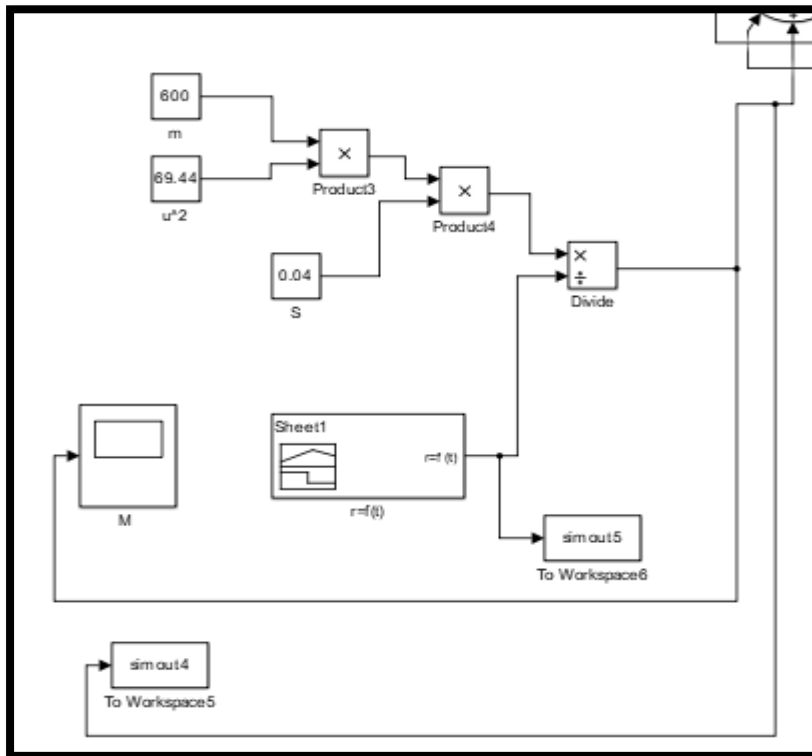 600
m
69.44
u^2
×
Product3
×
Product4
0.04
S
×
÷
Divide
Sheet1
r=f (t)
r=f(t)
M
simout5
To Workspace6
simout4
To Workspace5